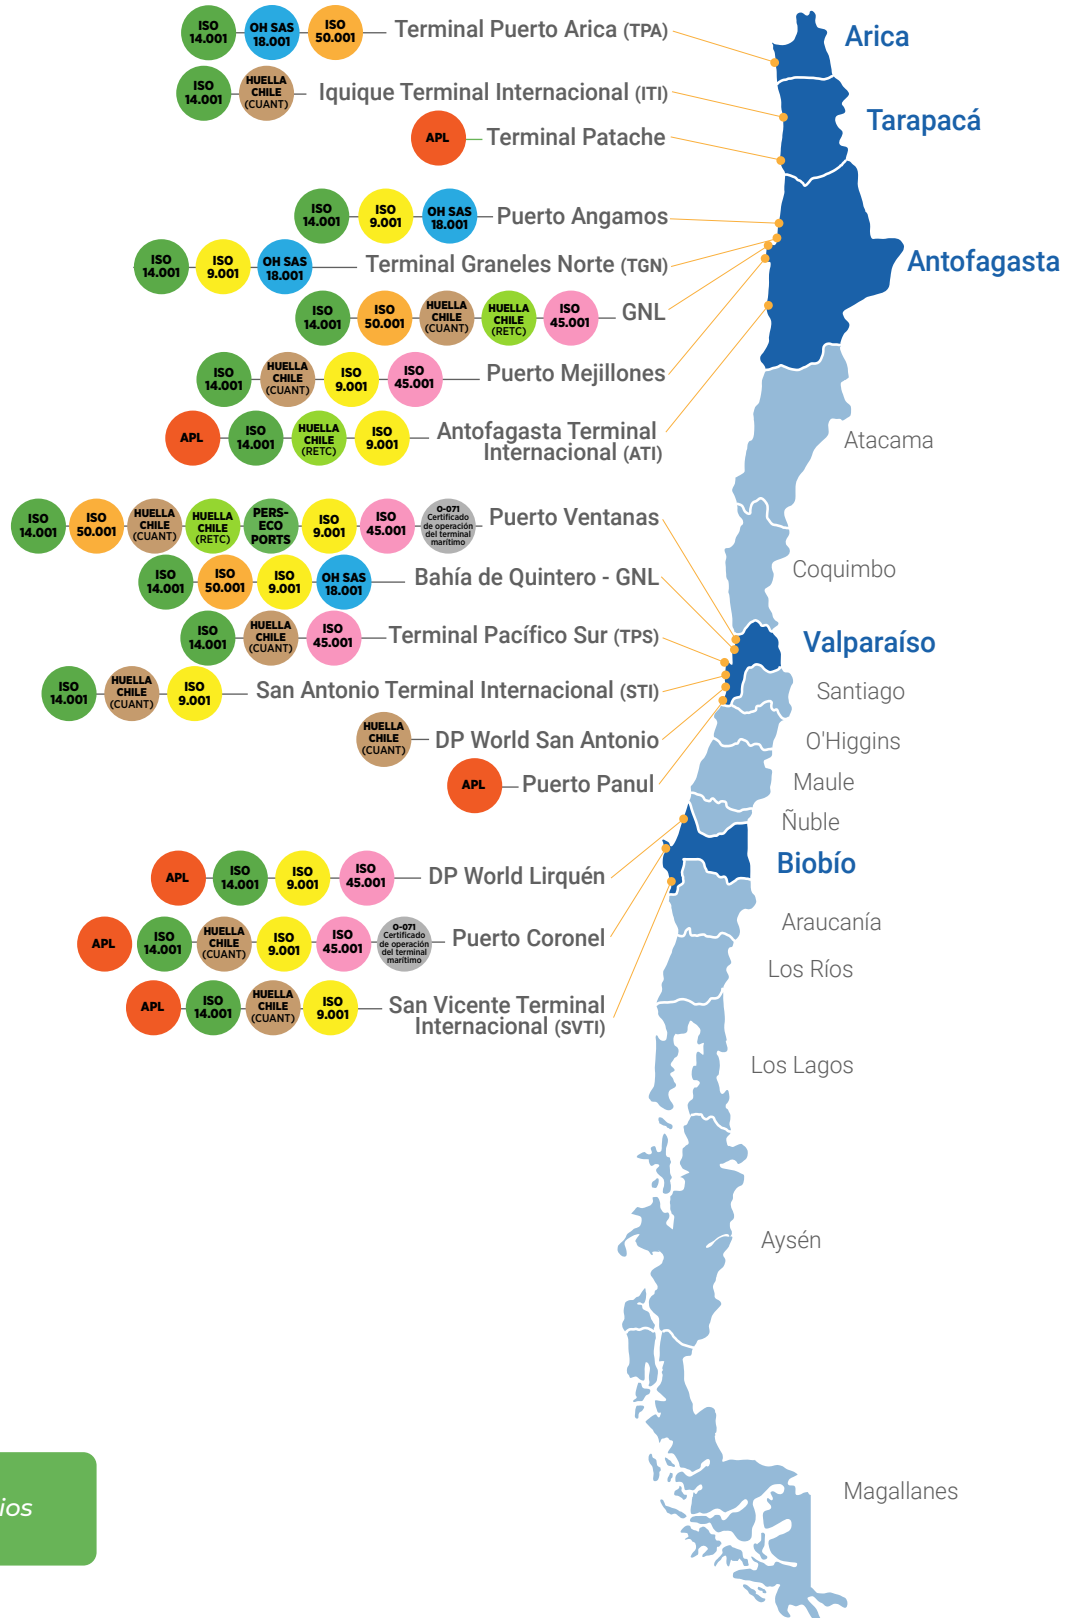 ISO
14.001
OH SAS
18.001
ISO
50.001
Terminal Puerto Arica (TPA)
Arica
ISO
14.001
HUELLA
CHILE
(CUANT)
Iquique Terminal Internacional (ITI)
Tarapacá
APL
Terminal Patache
ISO
14.001
ISO
9.001
OH SAS
18.001
Puerto Angamos
ISO
14.001
ISO
9.001
OH SAS
18.001
Terminal Graneles Norte (TGN)
Antofagasta
ISO
14.001
ISO
50.001
HUELLA
CHILE
(CUANT)
HUELLA
CHILE
(RETC)
ISO
45.001
GNL
ISO
14.001
HUELLA
CHILE
(CUANT)
ISO
9.001
ISO
45.001
Puerto Mejillones
APL
ISO
14.001
HUELLA
CHILE
(RETC)
ISO
9.001
Antofagasta Terminal
Internacional (ATI)
Atacama
ISO
14.001
ISO
50.001
HUELLA
CHILE
(CUANT)
HUELLA
CHILE
(RETC)
PERS-
ECO
PORTS
ISO
9.001
ISO
45.001
O-071
Certificado
de operación
del terminal
marítimo
Puerto Ventanas
Coquimbo
ISO
14.001
ISO
50.001
ISO
9.001
OH SAS
18.001
Bahía de Quintero - GNL
ISO
14.001
HUELLA
CHILE
(CUANT)
ISO
45.001
Terminal Pacífico Sur (TPS)
Valparaíso
ISO
14.001
HUELLA
CHILE
(CUANT)
ISO
9.001
San Antonio Terminal Internacional (STI)
Santiago
HUELLA
CHILE
(CUANT)
DP World San Antonio
O'Higgins
APL
Puerto Panul
Maule
Ñuble
Biobío
APL
ISO
14.001
ISO
9.001
ISO
45.001
DP World Lirquén
Araucanía
APL
ISO
14.001
HUELLA
CHILE
(CUANT)
ISO
9.001
ISO
45.001
O-071
Certificado
de operación
del terminal
marítimo
Puerto Coronel
Los Ríos
APL
ISO
14.001
HUELLA
CHILE
(CUANT)
ISO
9.001
San Vicente Terminal
Internacional (SVTI)
Los Lagos
Aysén
Magallanes
ios